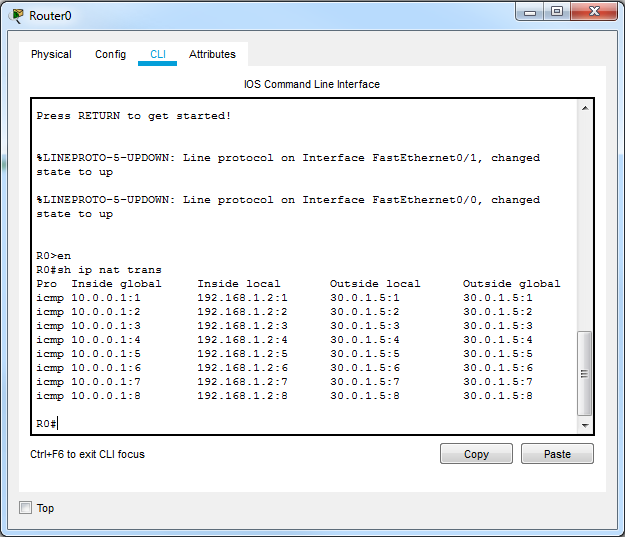 Router0
Physical Config CLI Attributes
IOS Command Line Interface
Press RETURN to get started!
%LINEPROTO-5-UPDOWN: Line protocol on Interface FastEthernet0/1, changed
state to up
%LINEPROTO-5-UPDOWN: Line protocol on Interface FastEthernet0/0, changed
state to up
R0>en
R0#sh ip nat trans
Pro Inside global Inside local Outside local Outside global
icmp 10.0.0.1:1 192.168.1.2:1 30.0.1.5:1 30.0.1.5:1
icmp 10.0.0.1:2 192.168.1.2:2 30.0.1.5:2 30.0.1.5:2
icmp 10.0.0.1:3 192.168.1.2:3 30.0.1.5:3 30.0.1.5:3
icmp 10.0.0.1:4 192.168.1.2:4 30.0.1.5:4 30.0.1.5:4
icmp 10.0.0.1:5 192.168.1.2:5 30.0.1.5:5 30.0.1.5:5
icmp 10.0.0.1:6 192.168.1.2:6 30.0.1.5:6 30.0.1.5:6
icmp 10.0.0.1:7 192.168.1.2:7 30.0.1.5:7 30.0.1.5:7
icmp 10.0.0.1:8 192.168.1.2:8 30.0.1.5:8 30.0.1.5:8
R0#
Ctrl+F6 to exit CLI focus Copy Paste
Top